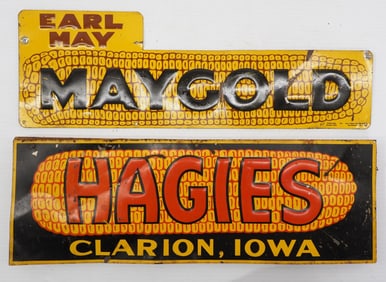 EARL
MAY
MAYGOLD
HAGIES
CLARION, IOWA